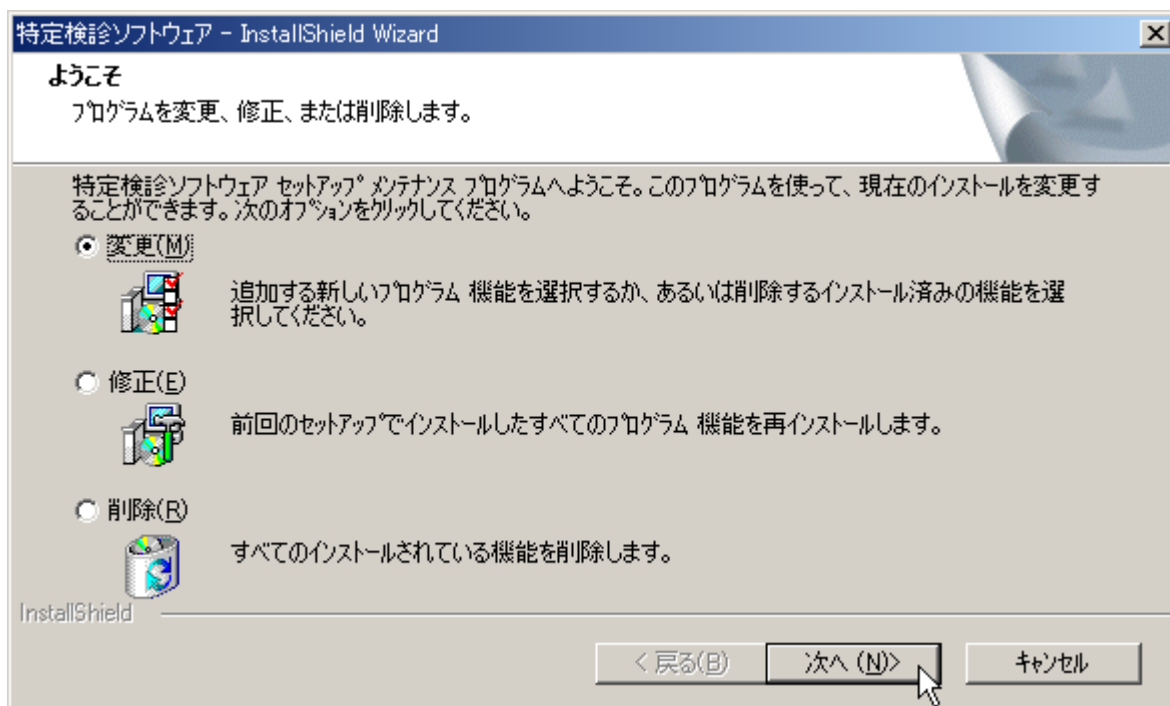 特定検診ソフトウェア - InstallShield Wizard
ようこそ
プログラムを変更、修正、または削除します。
特定検診ソフトウェア セットアップ メンテナンス プログラムへようこそ。このプログラムを使って、現在のインストールを変更す
ることができます。次のオプションをクリックしてください。
変更(M)
追加する新しいプログラム 機能を選択するか、あるいは削除するインストール済みの機能を選
択してください。
修正(E)
前回のセットアップでインストールしたすべてのプログラム 機能を再インストールします。
削除(R)
すべてのインストールされている機能を削除します。
InstallShield
< 戻る(B)
次へ (N)>
キャンセル